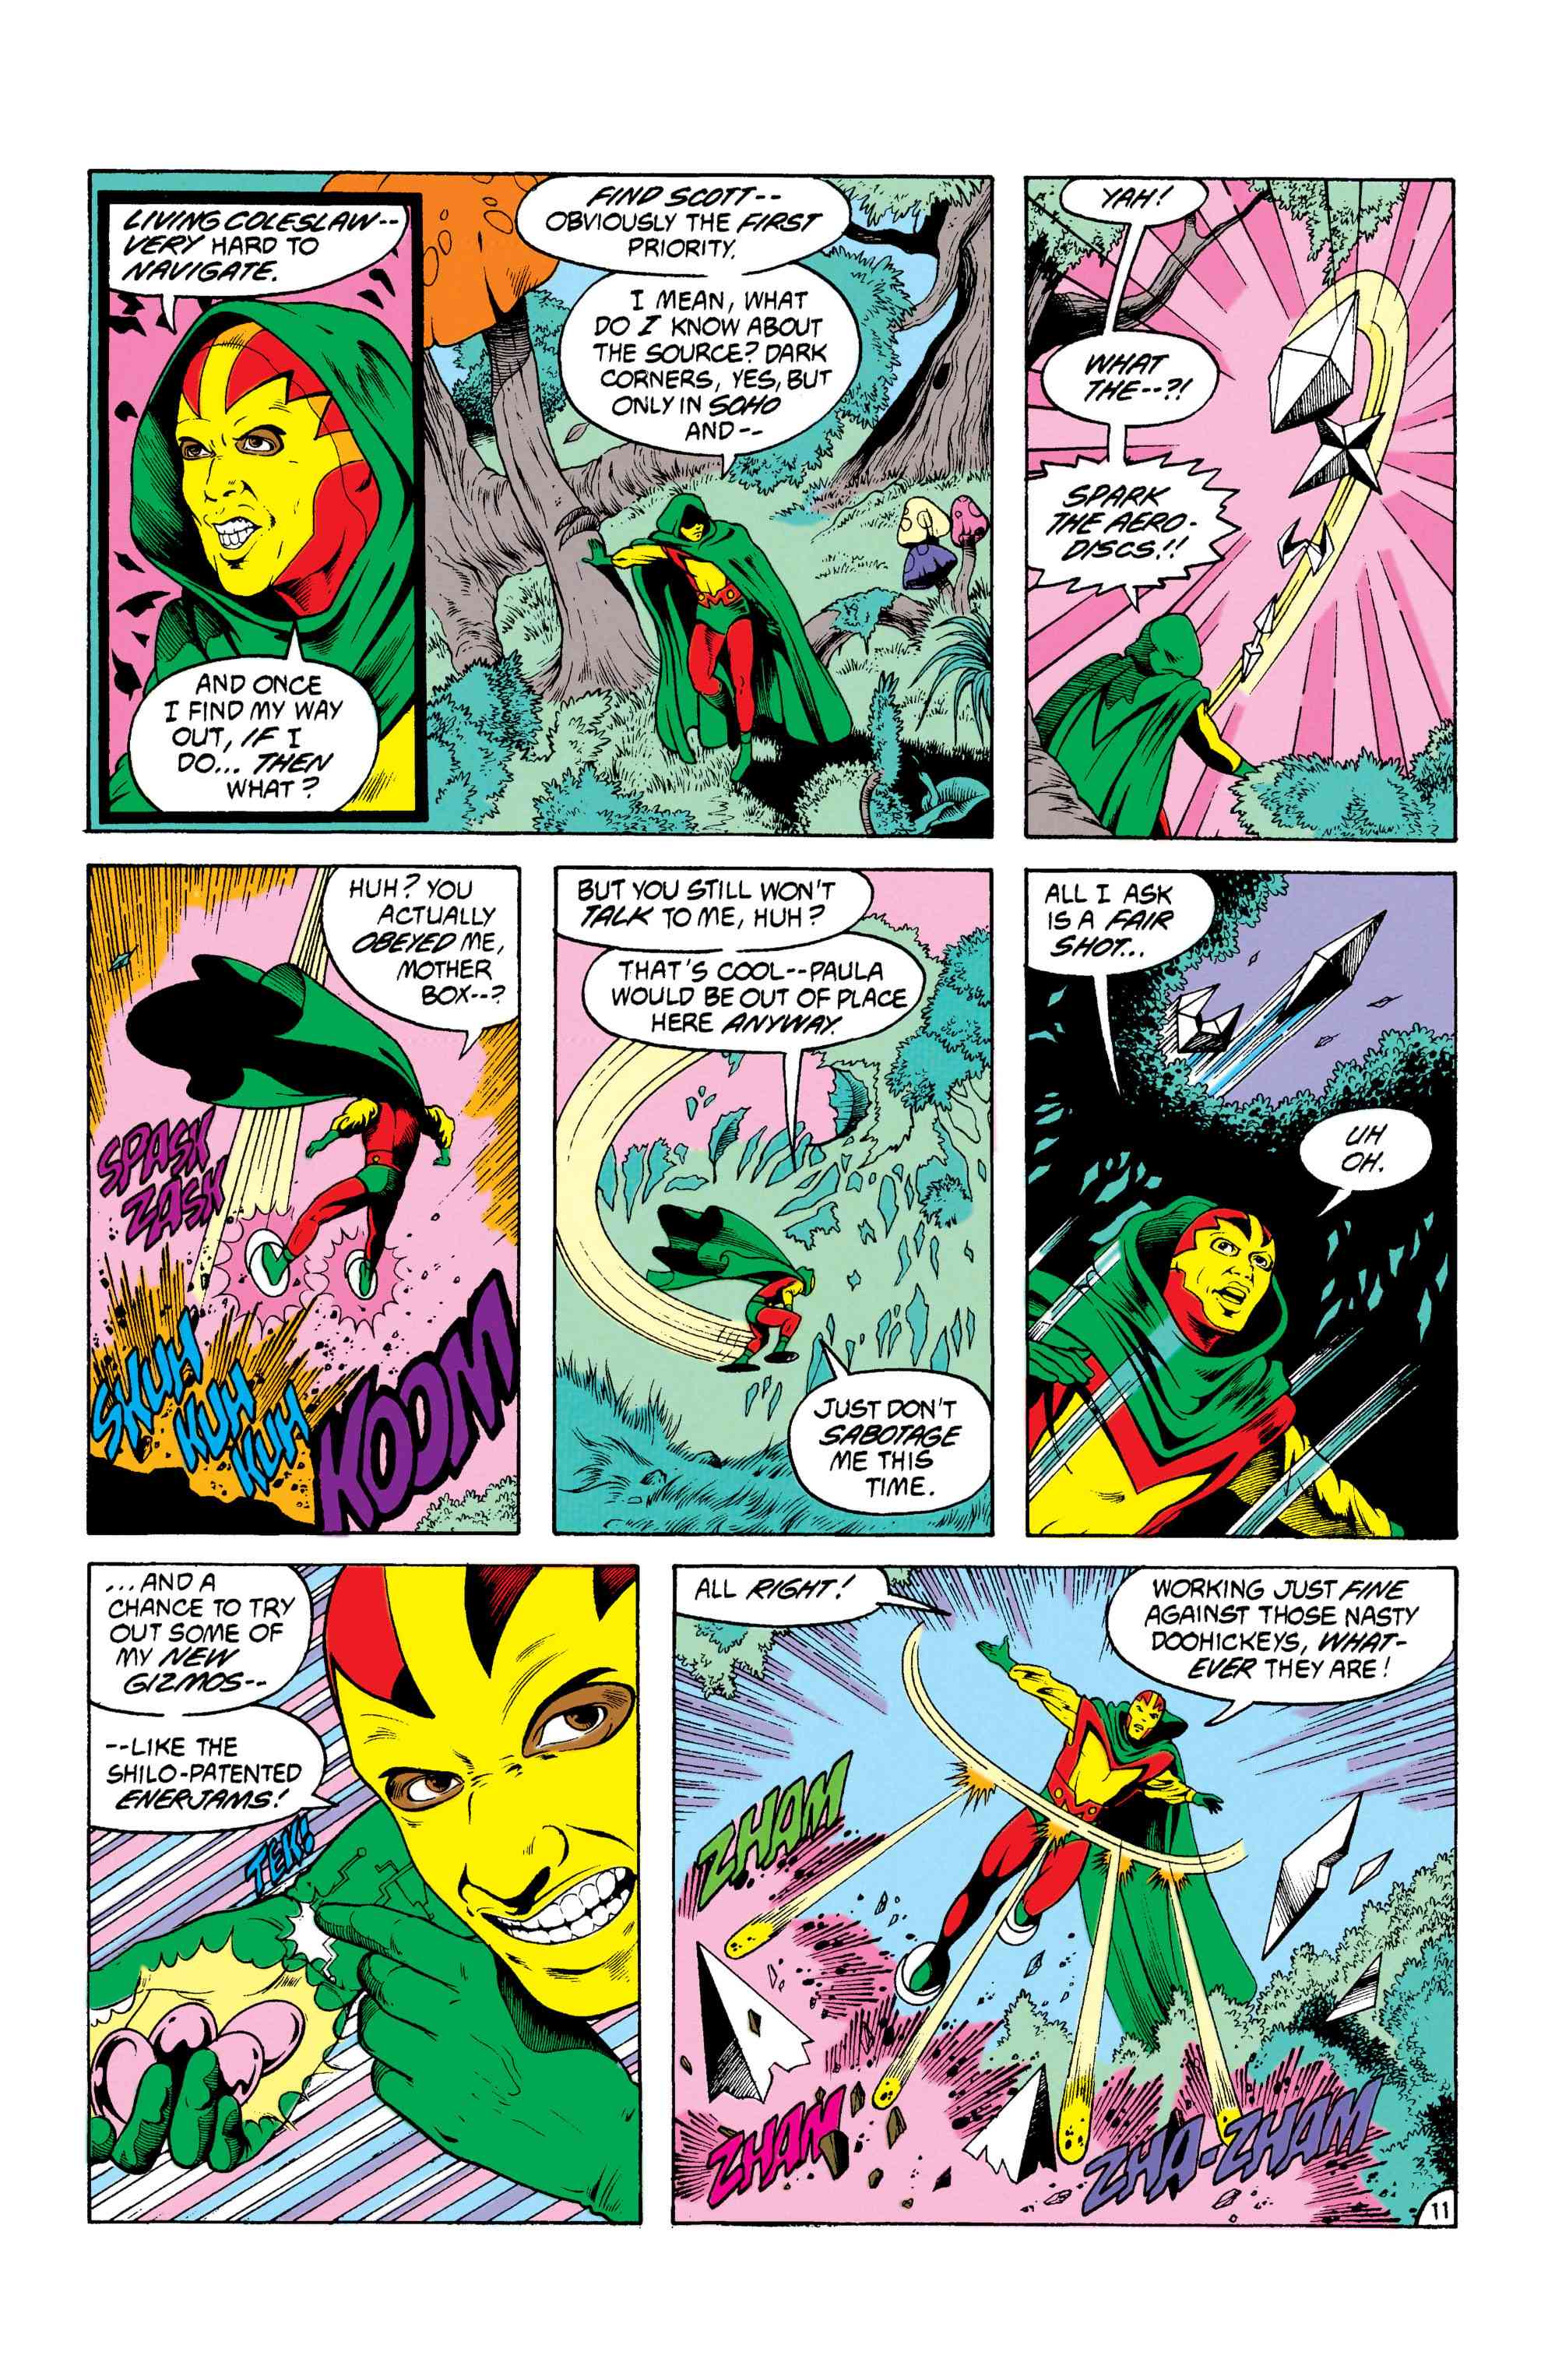 LIVING COLESLAW--
VERY HARD TO
NAVIGATE.
AND ONCE
I FIND MY WAY
OUT, IF I
DO... THEN
WHAT?
FIND SCOTT--
OBVIOUSLY THE FIRST
PRIORITY.
I MEAN, WHAT
DO I KNOW ABOUT
THE SOURCE? DARK
CORNERS, YES, BUT
ONLY IN SOHO
AND--
YAH!
WHAT
THE--?!
SPARK
THE AERO-
DISCS!!
HUH? YOU
ACTUALLY
OBEYED ME,
MOTHER
BOX--?
SPASK
ZASK
SKUH
KUH
KUH
KOOM
BUT YOU STILL WON'T
TALK TO ME, HUH?
THAT'S COOL--PAULA
WOULD BE OUT OF PLACE
HERE ANYWAY.
JUST DON'T
SABOTAGE
ME THIS
TIME.
ALL I ASK
IS A FAIR
SHOT...
UH
OH.
...AND A
CHANCE TO TRY
OUT SOME OF
MY NEW
GIZMOS--
--LIKE THE
SHILO-PATENTED
ENERJAMS!
TEK!
ALL RIGHT!
WORKING JUST FINE
AGAINST THOSE NASTY
DOOHICKEYS, WHAT-
EVER THEY ARE!
ZHAM
ZHAM
ZHA-ZHAM
11